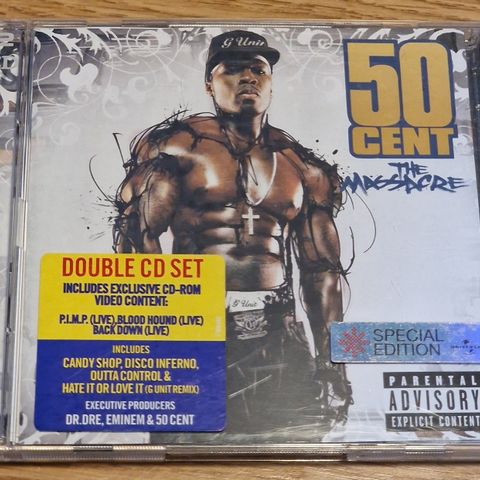 G Unit
50
CENT
THE
MASSACRE
DOUBLE CD SET
INCLUDES EXCLUSIVE CD-ROM
VIDEO CONTENT:
P.I.M.P. (LIVE), BLOOD HOUND (LIVE)
BACK DOWN (LIVE)
INCLUDES
CANDY SHOP, DISCO INFERNO,
OUTTA CONTROL &
HATE IT OR LOVE IT (G UNIT REMIX)
EXECUTIVE PRODUCERS
DR.DRE, EMINEM & 50 CENT
G Unit
SPECIAL
EDITION
UNIVERSAL
PARENTAL
ADVISORY
EXPLICIT CONTENT